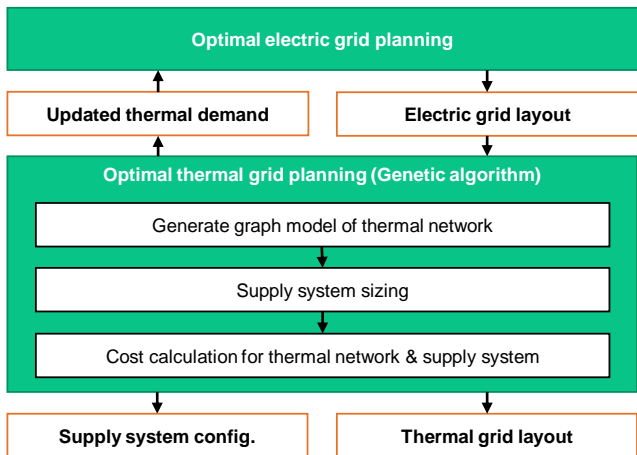 Optimal electric grid planning
Updated thermal demand
Electric grid layout
Optimal thermal grid planning (Genetic algorithm)
Generate graph model of thermal network
Supply system sizing
Cost calculation for thermal network & supply system
Supply system config.
Thermal grid layout